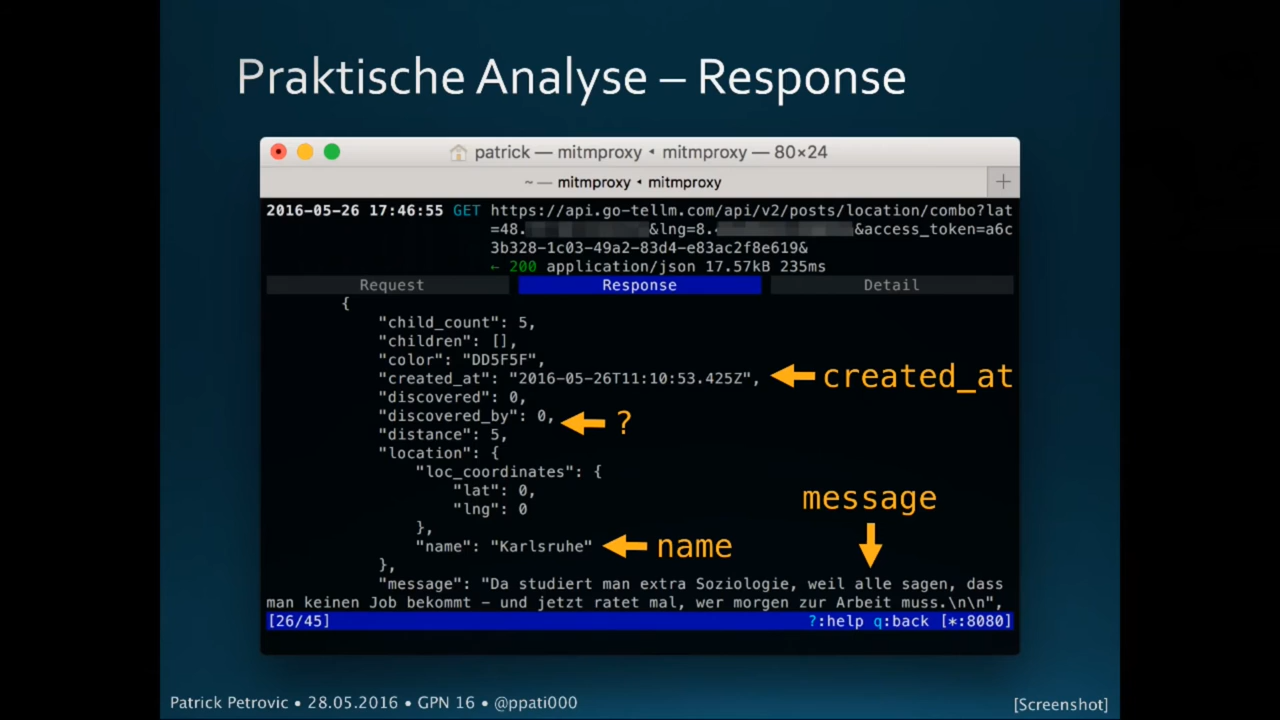 Praktische Analyse – Response
patrick — mitmproxy ◂ mitmproxy — 80×24
~ — mitmproxy ◂ mitmproxy
2016-05-26 17:46:55 GET https://api.go-tellm.com/api/v2/posts/location/combo?lat
=48. &lng=8. &access_token=a6c
3b328-1c03-49a2-83d4-e83ac2f8e619&
← 200 application/json 17.57kB 235ms
Request Response Detail
{
"child_count": 5,
"children": [],
"color": "DD5F5F",
"created_at": "2016-05-26T11:10:53.425Z", created_at
"discovered": 0,
"discovered_by": 0, ?
"distance": 5,
"location": {
"loc_coordinates": {
"lat": 0,
"lng": 0
message
},
"name": "Karlsruhe" name
},
"message": "Da studiert man extra Soziologie, weil alle sagen, dass
man keinen Job bekommt – und jetzt ratet mal, wer morgen zur Arbeit muss.\n\n",
[26/45] ?:help q:back [*:8080]
Patrick Petrovic • 28.05.2016 • GPN 16 • @ppati000
[Screenshot]